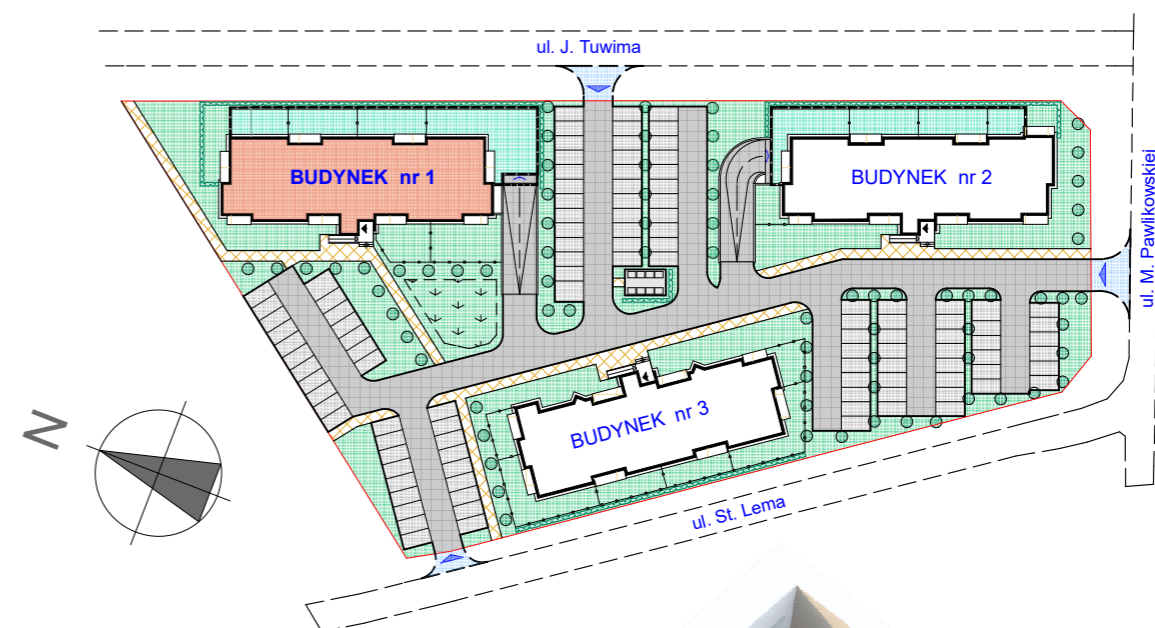 ul. J. Tuwima
BUDYNEK nr 1
BUDYNEK nr 2
ul. M. Pawlikowskiej
BUDYNEK nr 3
ul. St. Lema
N